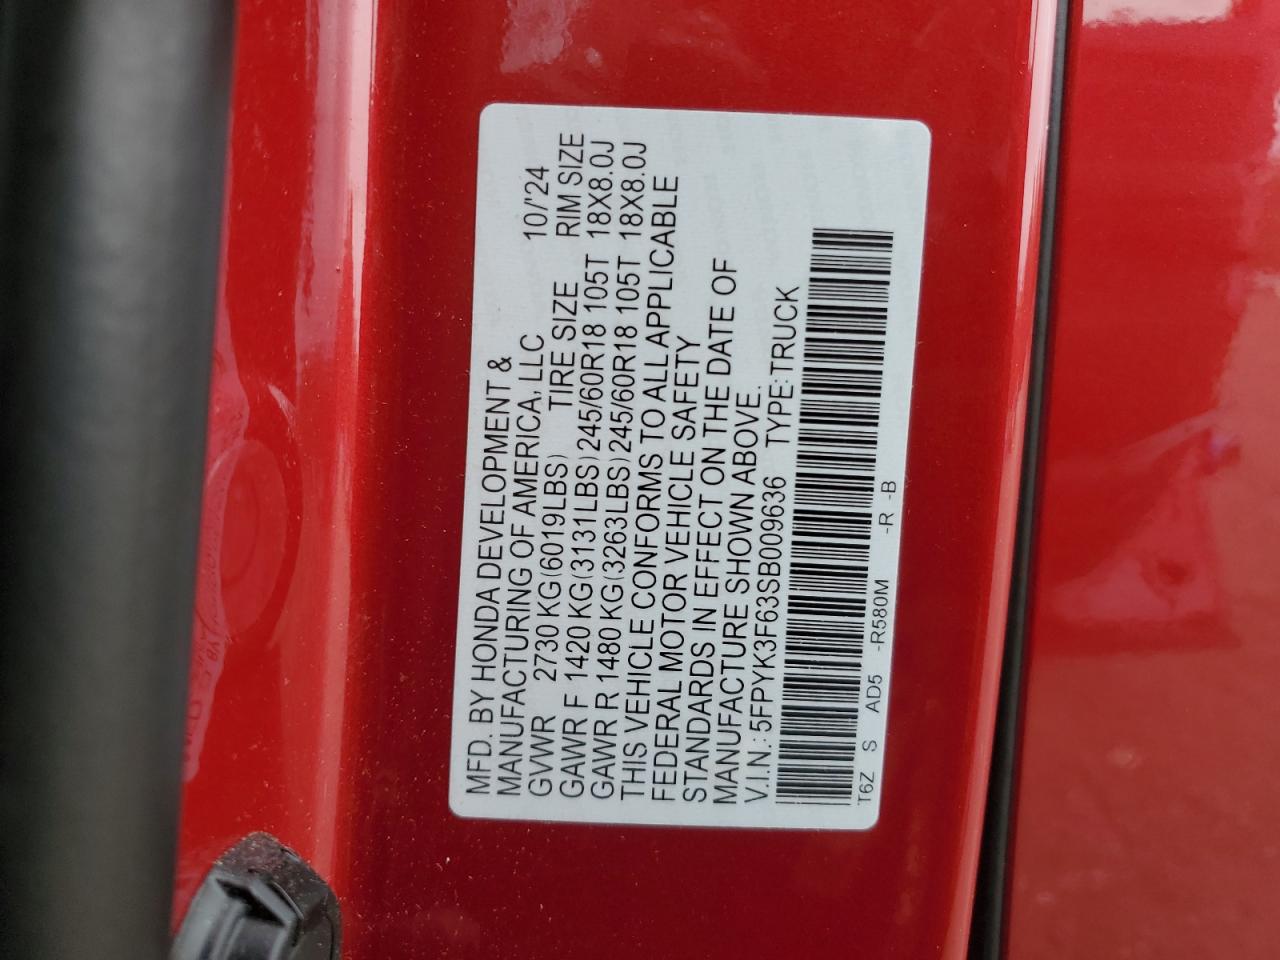 MFD. BY HONDA DEVELOPMENT &
MANUFACTURING OF AMERICA, LLC 10/'24
GVWR 2730 KG(6019LBS) TIRE SIZE RIM SIZE
GAWR F 1420 KG(3131LBS) 245/60R18 105T 18X8.0J
GAWR R 1480 KG(3263LBS) 245/60R18 105T 18X8.0J
THIS VEHICLE CONFORMS TO ALL APPLICABLE
FEDERAL MOTOR VEHICLE SAFETY
STANDARDS IN EFFECT ON THE DATE OF
MANUFACTURE SHOWN ABOVE.
V.I.N.: 5FPYK3F63SB009636 TYPE: TRUCK
T6Z S AD5 -R580M -R -B